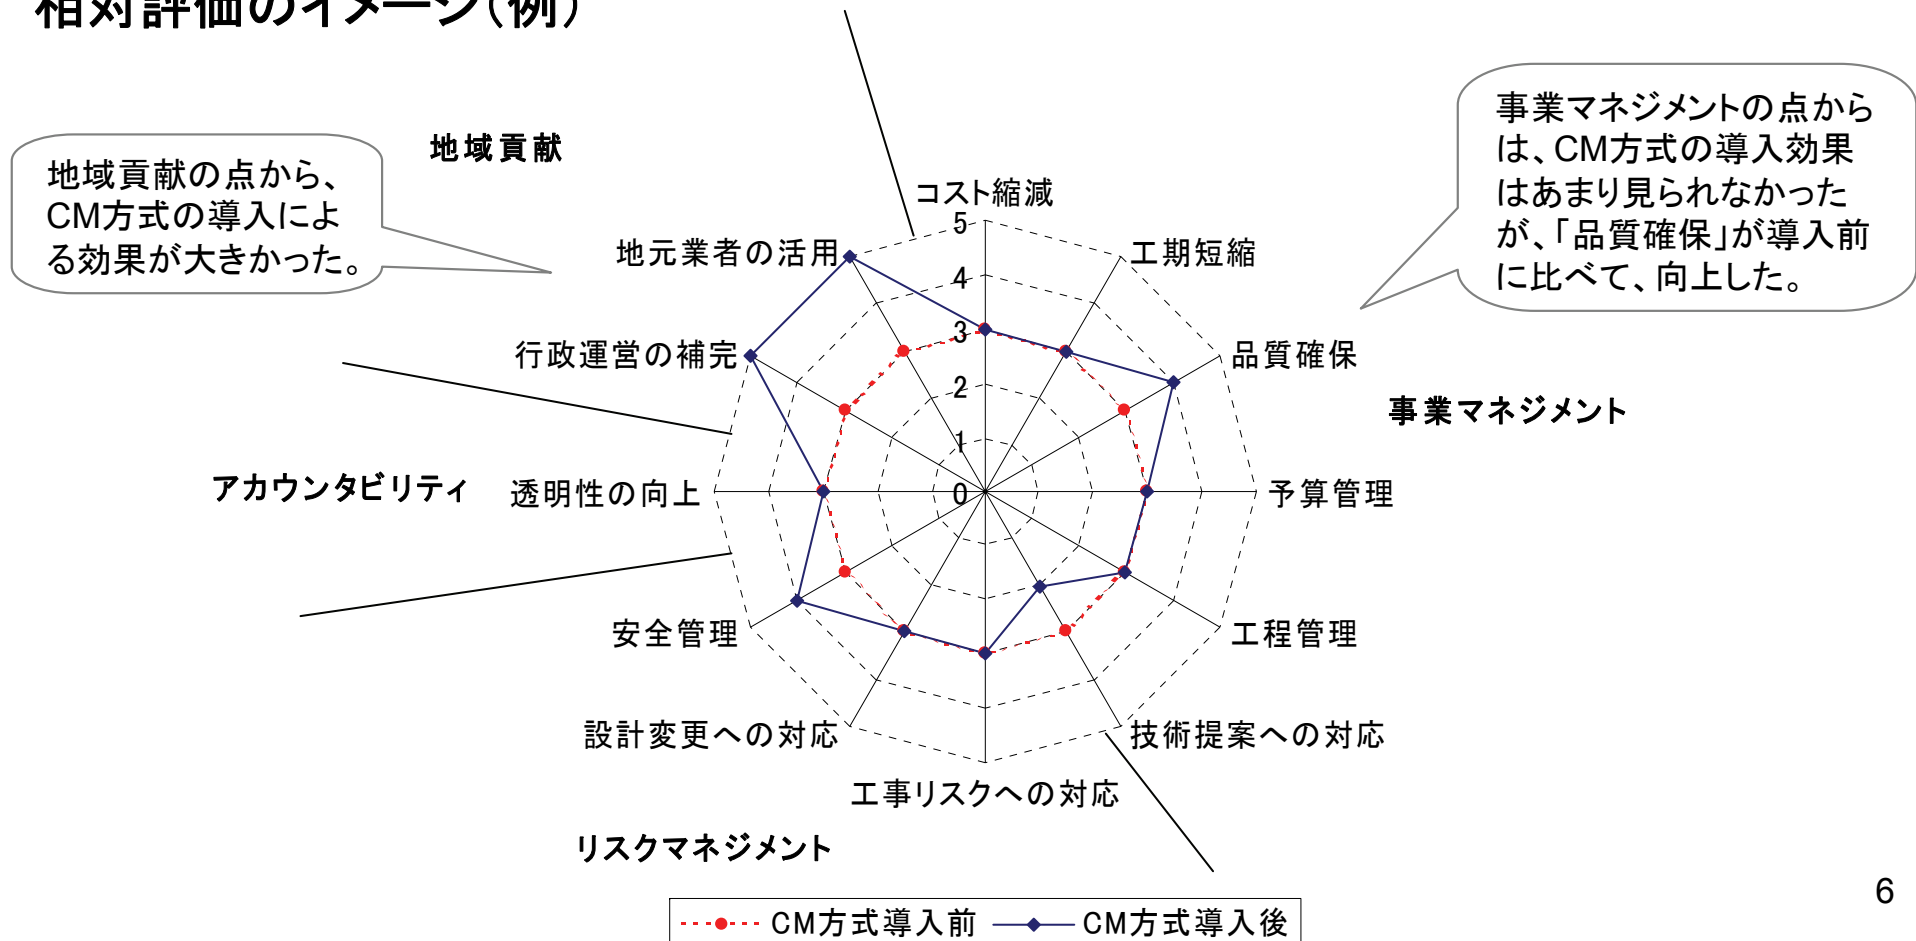 相対評価のイメージ（例）
地域貢献
地域貢献の点から、
CM方式の導入によ
る効果が大きかった。
事業マネジメントの点から
は、CM方式の導入効果
はあまり見られなかった
が、「品質確保」が導入前
に比べて、向上した。
コスト縮減
工期短縮
品質確保
予算管理
工程管理
技術提案への対応
工事リスクへの対応
設計変更への対応
安全管理
透明性の向上
行政運営の補完
地元業者の活用
5
4
3
2
1
0
事業マネジメント
アカウンタビリティ
リスクマネジメント
CM方式導入前 CM方式導入後
6